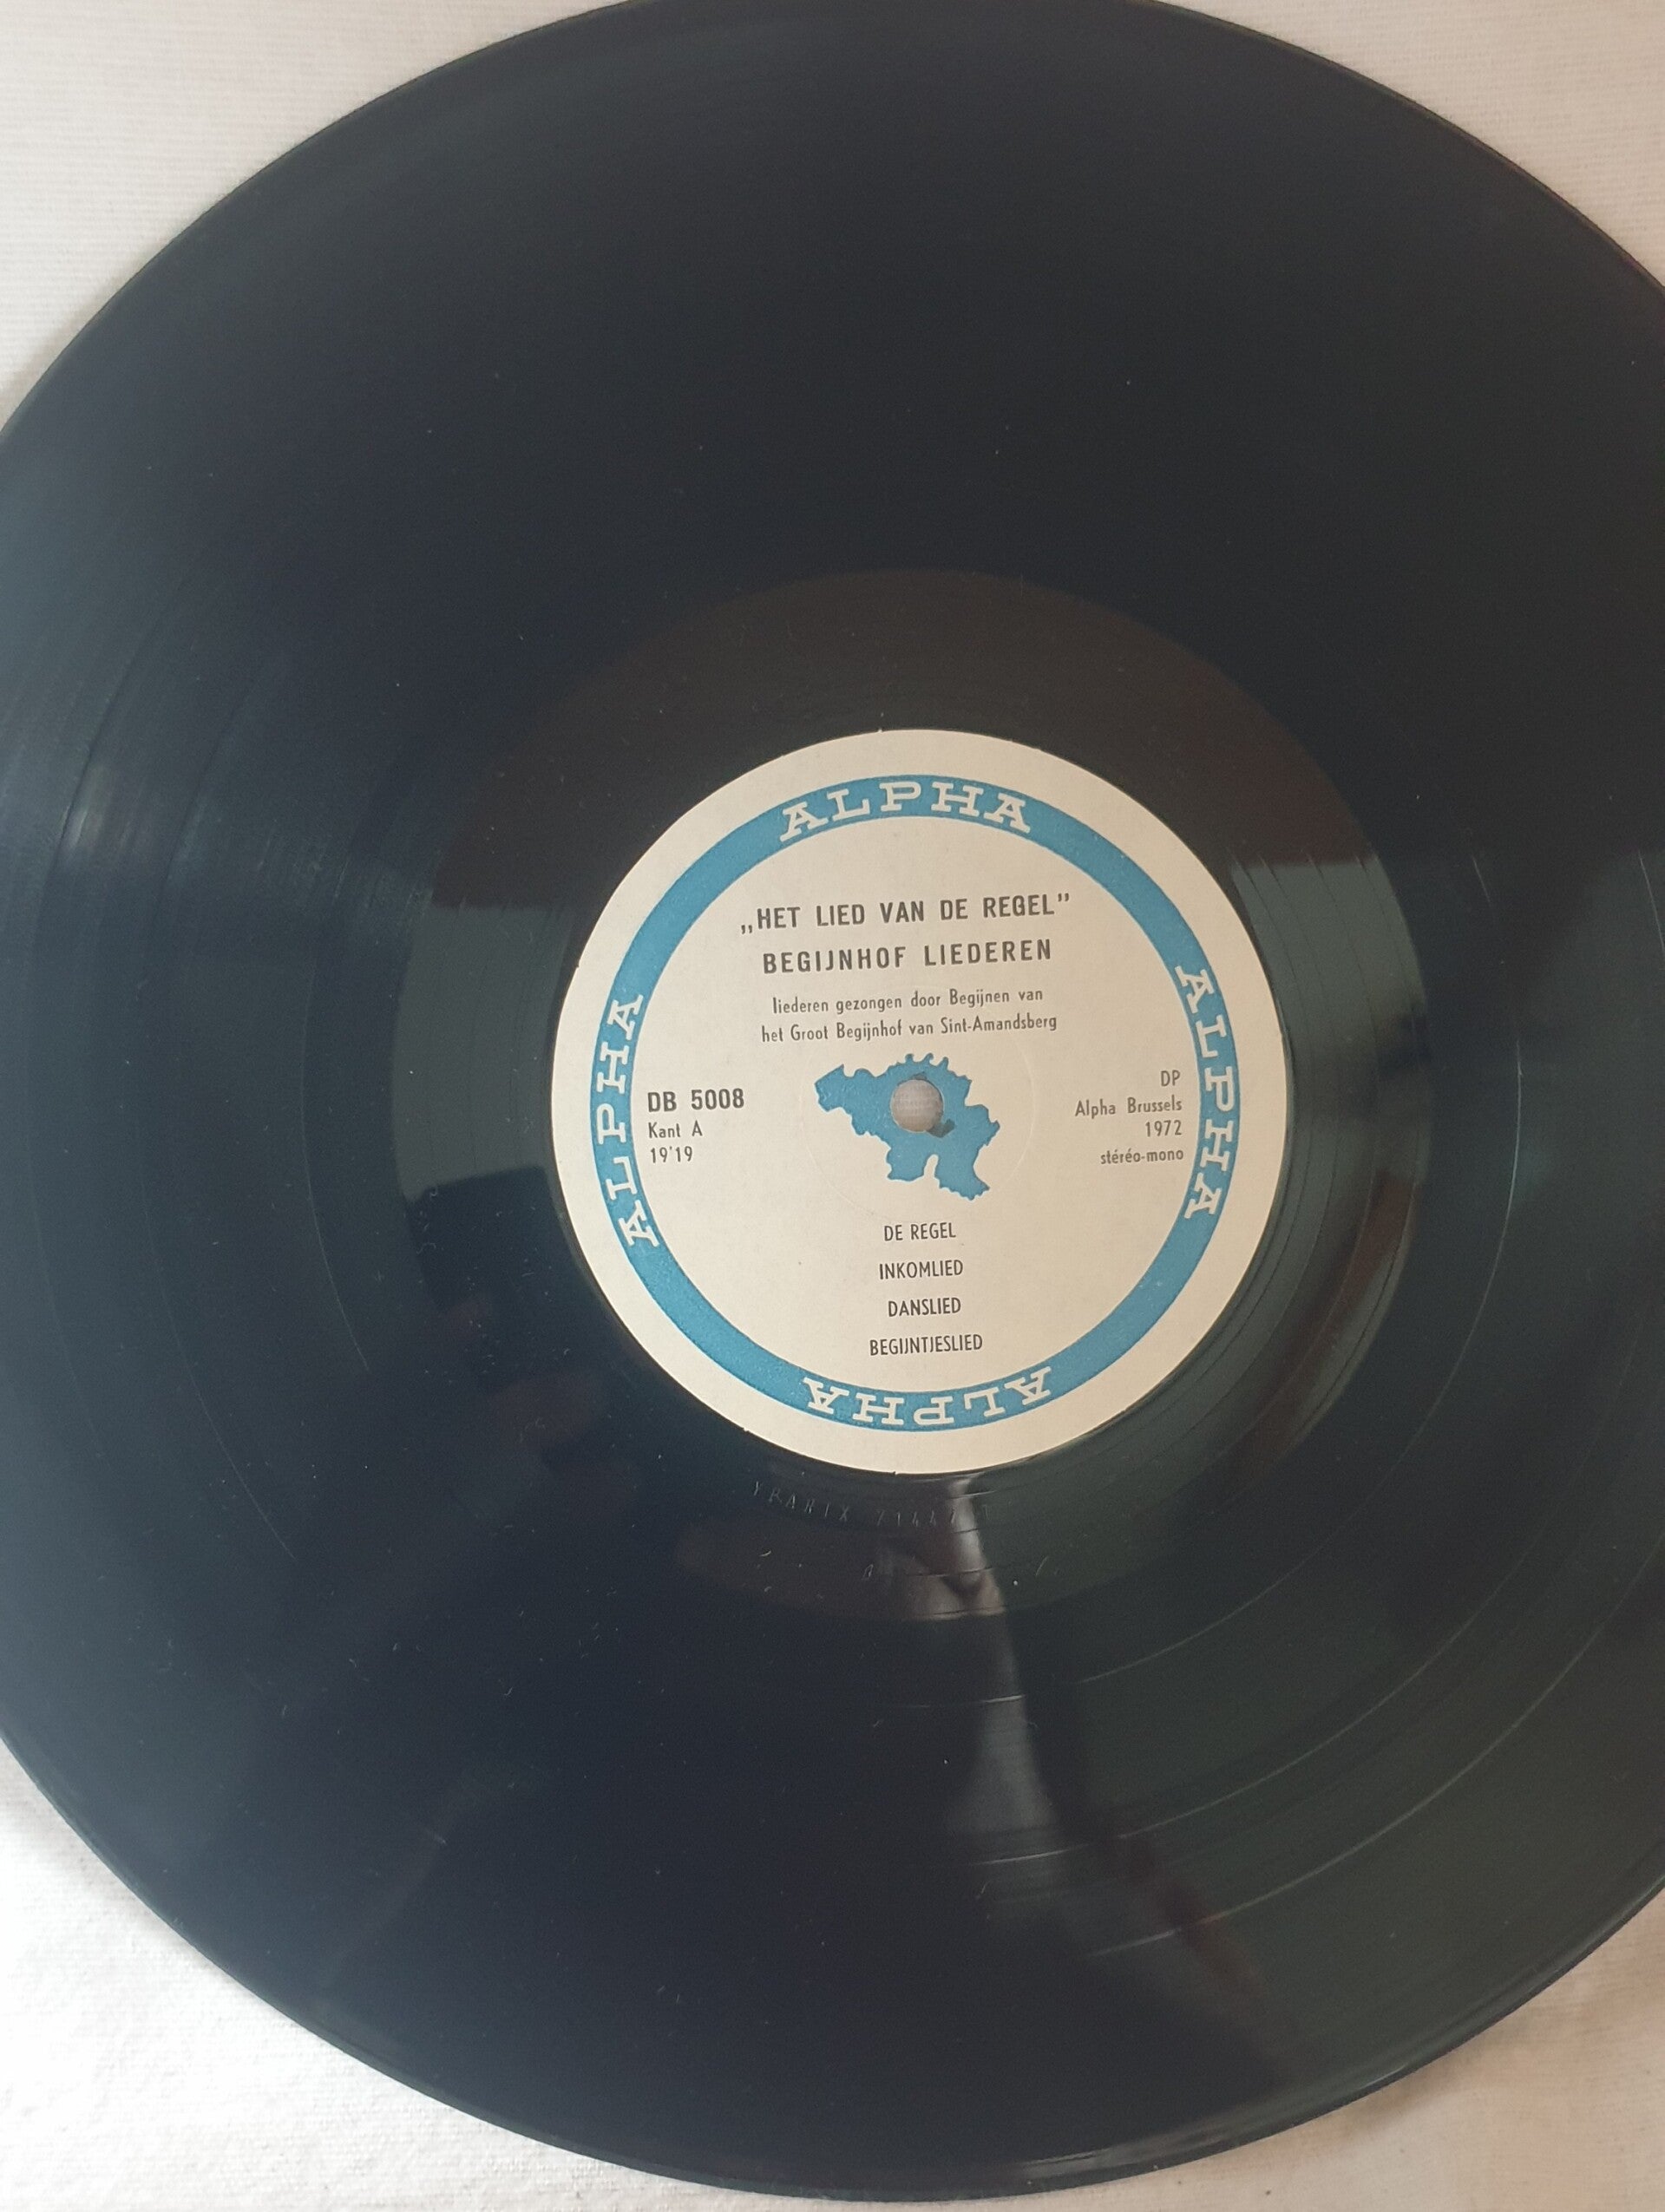 ALPHA
„HET LIED VAN DE REGEL”
BEGIJNHOF LIEDEREN
liederen gezongen door Begijnen van
het Groot Begijnhof van Sint-Amandsberg
DB 5008
Kant A
19'19
DP
Alpha Brussels
1972
stéréo-mono
DE REGEL
INKOMLIED
DANSLIED
BEGIJNTJESLIED
ALPHA
ALPHA
ALPHA